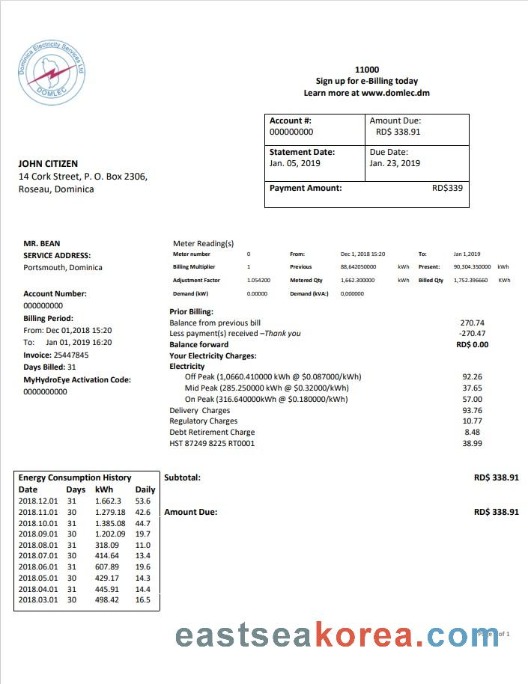 Dominica Electricity Services Ltd
DOMLEC
11000
Sign up for e-Billing today
Learn more at www.domlec.dm
Account #: Amount Due:
000000000 RD$ 338.91
Statement Date: Due Date:
Jan. 05, 2019 Jan. 23, 2019
Payment Amount: RD$339
JOHN CITIZEN
14 Cork Street, P. O. Box 2306,
Roseau, Dominica
MR. BEAN
SERVICE ADDRESS:
Portsmouth, Dominica
Account Number:
000000000
Billing Period:
From: Dec 01,2018 15:20
To: Jan 01, 2019 16:20
Invoice: 25447845
Days Billed: 31
MyHydroEye Activation Code:
0000000000
Meter Reading(s)
Meter number 0 From: Dec 1, 2018 15:20 To: Jan 1,2019
Billing Multiplier 1 Previous 88,642050000 kWh Present: 90,304.350000 kWh
Adjustment Factor 1.054200 Metered Qty 1,662.300000 kWh Billed Qty 1,752.396660 kWh
Demand (kW) 0.00000 Demand (kVA:) 0.000000
Prior Billing:
Balance from previous bill 270.74
Less payment(s) received –Thank you -270.47
Balance forward RD$ 0.00
Your Electricity Charges:
Electricity
Off Peak (1,0660.410000 kWh @ $0.087000/kWh) 92.26
Mid Peak (285.250000 kWh @ $0.32000/kWh) 37.65
On Peak (316.640000kWh @ $0.180000/kWh) 57.00
Delivery Charges 93.76
Regulatory Charges 10.77
Debt Retirement Charge 8.48
HST 87249 8225 RT0001 38.99
Energy Consumption History
Date Days kWh Daily
2018.12.01 31 1.662.3 53.6
2018.11.01 30 1.279.18 42.6
2018.10.01 31 1.385.08 44.7
2018.09.01 30 1.202.09 19.7
2018.08.01 31 318.09 11.0
2018.07.01 30 414.64 13.4
2018.06.01 31 607.89 19.6
2018.05.01 30 429.17 14.3
2018.04.01 31 445.91 14.4
2018.03.01 30 498.42 16.5
Subtotal: RD$ 338.91
Amount Due: RD$ 338.91
eastseakorea.com
of 1